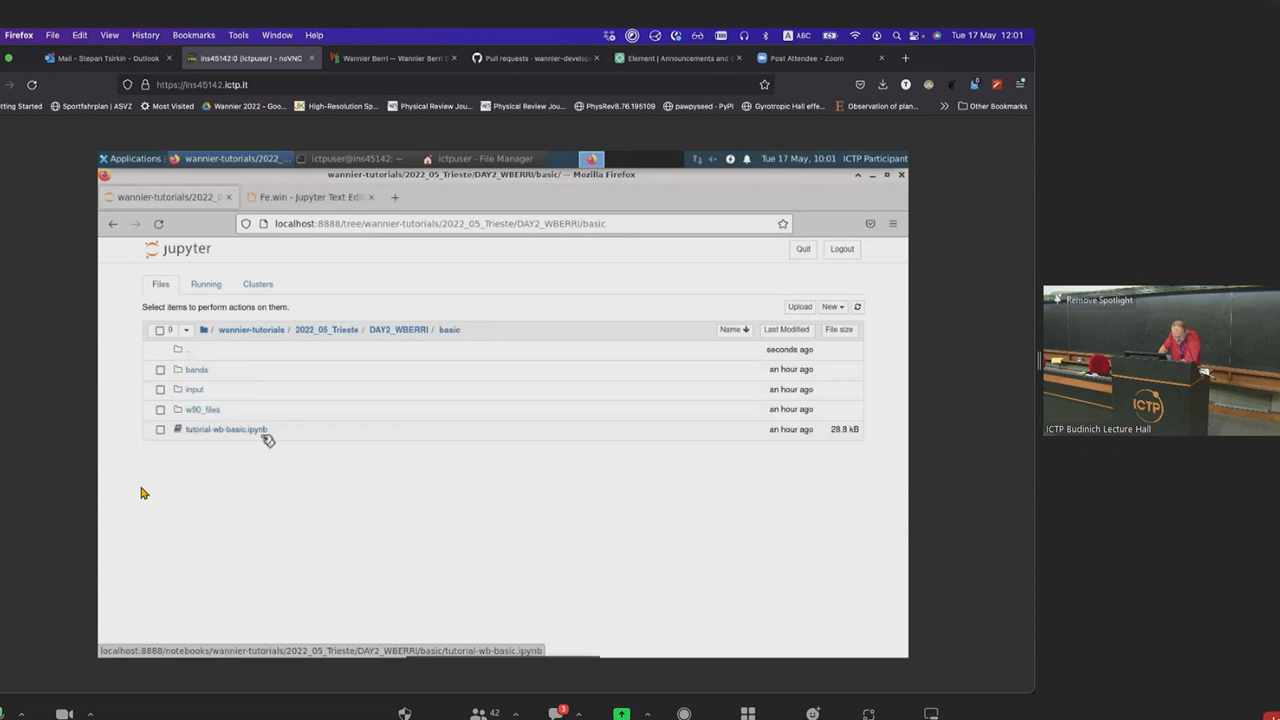 Firefox File Edit View History Bookmarks Tools Window Help ABC Tue 17 May 12:01
Mail - Stepan Tsirkin - Outlook ins45142:0 (ictpuser) - noVNC Wannier Berri — Wannier Berri Pull requests · wannier-develop Element | Announcements and Post Attendee - Zoom
https://ins45142.ictp.it
tting Started Sportfahrplan | ASVZ Most Visited Wannier 2022 - Goo... High-Resolution Sp... Physical Review Jou... Physical Review Jou... PhysRevB.76.195109 pawpyseed - PyPI Gyrotropic Hall effe... Observation of plan... Other Bookmarks
Applications wannier-tutorials/2022_... ictpuser@ins45142: ~ ictpuser - File Manager Tue 17 May, 10:01 ICTP Participant
wannier-tutorials/2022_05_Trieste/DAY2_WBERRI/basic/ — Mozilla Firefox
wannier-tutorials/2022_ Fe.win - Jupyter Text Edit
localhost:8888/tree/wannier-tutorials/2022_05_Trieste/DAY2_WBERRI/basic
jupyter Quit Logout
Files Running Clusters
Select items to perform actions on them. Upload New
0 / wannier-tutorials / 2022_05_Trieste / DAY2_WBERRI / basic Name Last Modified File size
.. seconds ago
bands an hour ago
input an hour ago
w90_files an hour ago
tutorial-wb-basic.ipynb an hour ago 28.8 kB
localhost:8888/notebooks/wannier-tutorials/2022_05_Trieste/DAY2_WBERRI/basic/tutorial-wb-basic.ipynb
Remove Spotlight
ICTP
ICTP Budinich Lecture Hall
42 3